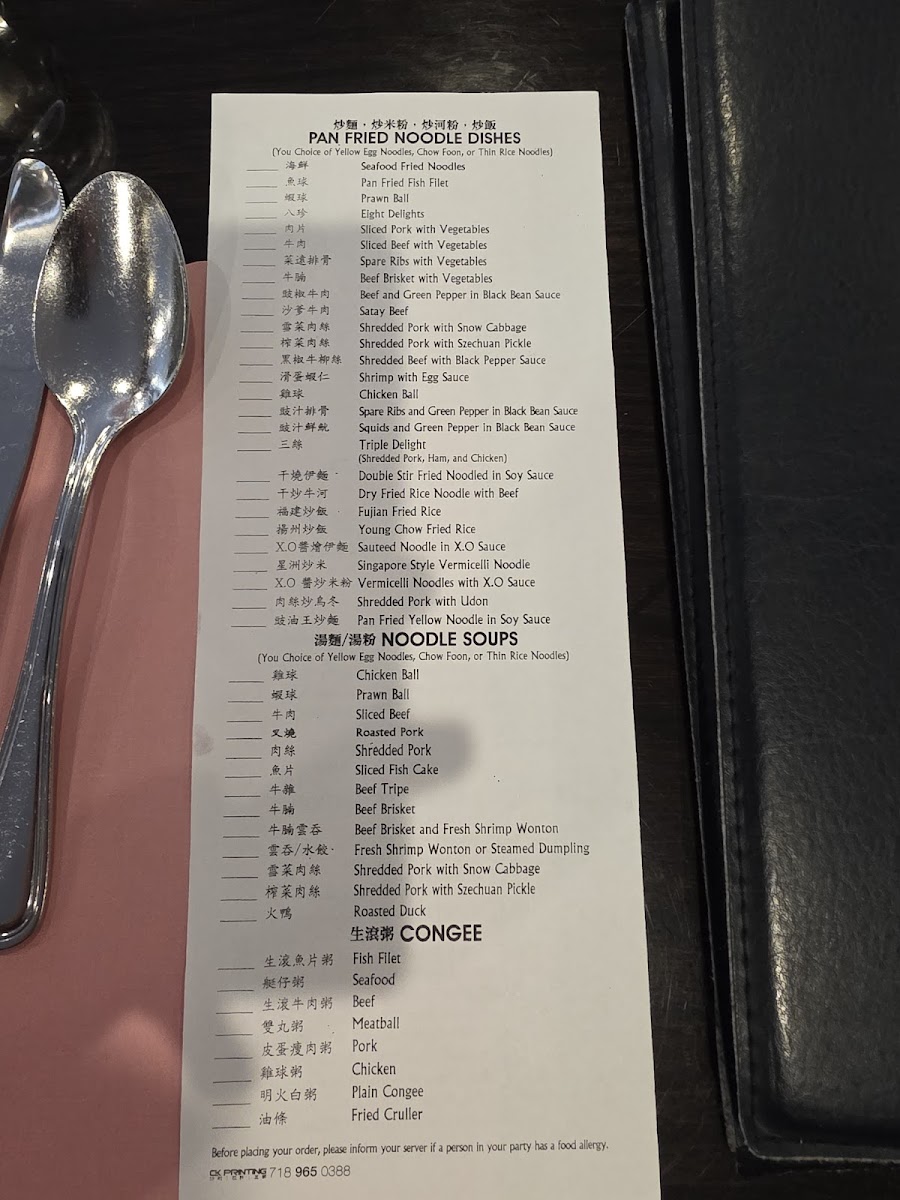 炒麵 · 炒米粉 · 炒河粉 · 炒飯
PAN FRIED NOODLE DISHES
(You Choice of Yellow Egg Noodles, Chow Foon, or Thin Rice Noodles)
海鮮 Seafood Fried Noodles
魚球 Pan Fried Fish Filet
蝦球 Prawn Ball
八珍 Eight Delights
肉片 Sliced Pork with Vegetables
牛肉 Sliced Beef with Vegetables
菜遠排骨 Spare Ribs with Vegetables
牛腩 Beef Brisket with Vegetables
豉椒牛肉 Beef and Green Pepper in Black Bean Sauce
沙爹牛肉 Satay Beef
雪菜肉絲 Shredded Pork with Snow Cabbage
榨菜肉絲 Shredded Pork with Szechuan Pickle
黑椒牛柳絲 Shredded Beef with Black Pepper Sauce
滑蛋蝦仁 Shrimp with Egg Sauce
雞球 Chicken Ball
豉汁排骨 Spare Ribs and Green Pepper in Black Bean Sauce
豉汁鮮魷 Squids and Green Pepper in Black Bean Sauce
三絲 Triple Delight
(Shredded Pork, Ham, and Chicken)
干燒伊麵 Double Stir Fried Noodled in Soy Sauce
干炒牛河 Dry Fried Rice Noodle with Beef
福建炒飯 Fujian Fried Rice
揚州炒飯 Young Chow Fried Rice
X.O醬燴伊麵 Sauteed Noodle in X.O Sauce
星洲炒米 Singapore Style Vermicelli Noodle
X.O 醬炒米粉 Vermicelli Noodles with X.O Sauce
肉絲炒烏冬 Shredded Pork with Udon
豉油王炒麵 Pan Fried Yellow Noodle in Soy Sauce
湯麵/湯粉 NOODLE SOUPS
(You Choice of Yellow Egg Noodles, Chow Foon, or Thin Rice Noodles)
雞球 Chicken Ball
蝦球 Prawn Ball
牛肉 Sliced Beef
叉燒 Roasted Pork
肉絲 Shredded Pork
魚片 Sliced Fish Cake
牛雜 Beef Tripe
牛腩 Beef Brisket
牛腩雲吞 Beef Brisket and Fresh Shrimp Wonton
雲吞/水餃 Fresh Shrimp Wonton or Steamed Dumpling
雪菜肉絲 Shredded Pork with Snow Cabbage
榨菜肉絲 Shredded Pork with Szechuan Pickle
火鴨 Roasted Duck
生滾粥 CONGEE
生滾魚片粥 Fish Filet
艇仔粥 Seafood
生滾牛肉粥 Beef
雙丸粥 Meatball
皮蛋瘦肉粥 Pork
雞球粥 Chicken
明火白粥 Plain Congee
油條 Fried Cruller
Before placing your order, please inform your server if a person in your party has a food allergy.
CK PRINTING 718 965 0388